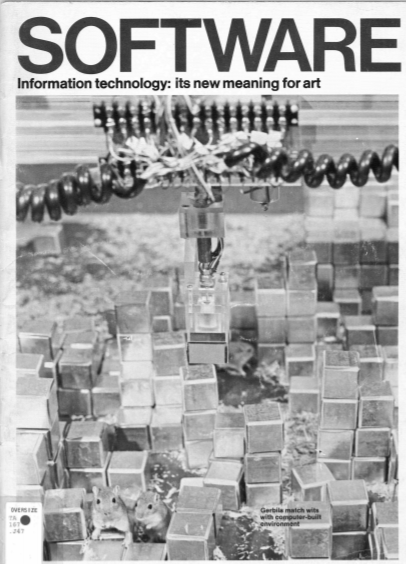 SOFTWARE
Information technology: its new meaning for art
Gerbils match wits
with computer-built
environment
OVERSIZE